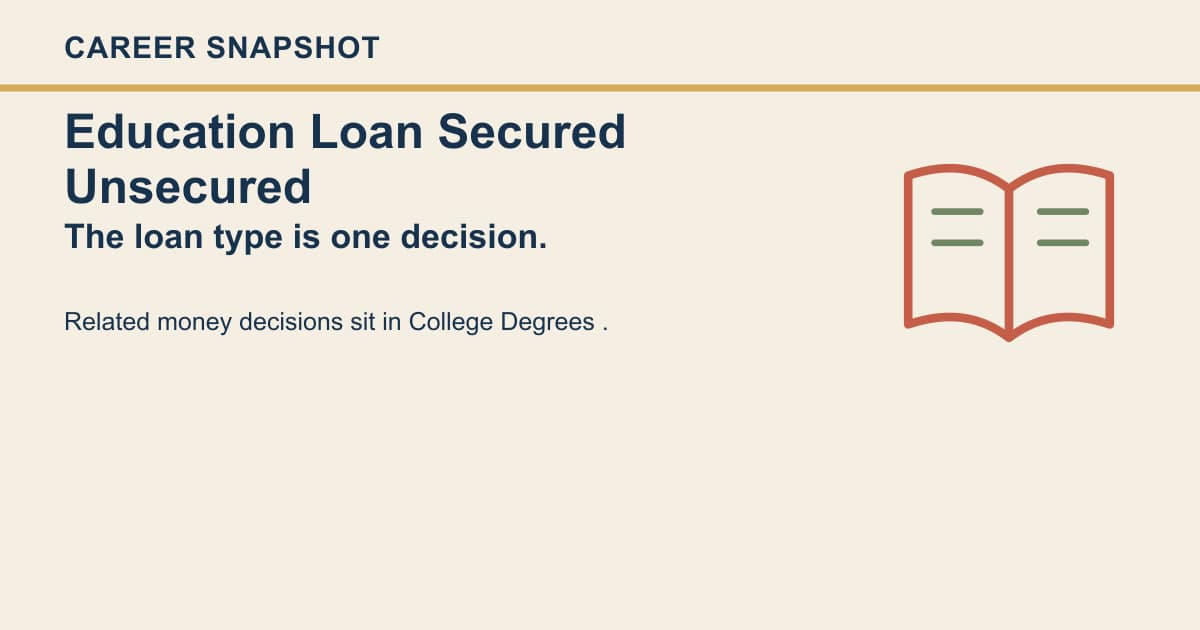 CAREER SNAPSHOT
Education Loan Secured
Unsecured
The loan type is one decision.
Related money decisions sit in College Degrees .